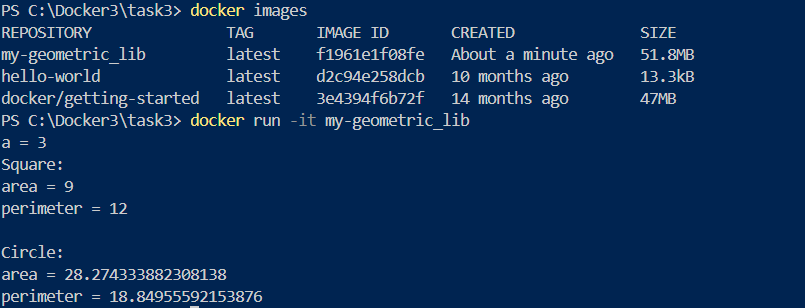 PS C:\Docker3\task3> docker images
REPOSITORY TAG IMAGE ID CREATED SIZE
my-geometric_lib latest f1961e1f08fe About a minute ago 51.8MB
hello-world latest d2c94e258dcb 10 months ago 13.3kB
docker/getting-started latest 3e4394f6b72f 14 months ago 47MB
PS C:\Docker3\task3> docker run -it my-geometric_lib
a = 3
Square:
area = 9
perimeter = 12
Circle:
area = 28.274333882308138
perimeter = 18.84955592153876